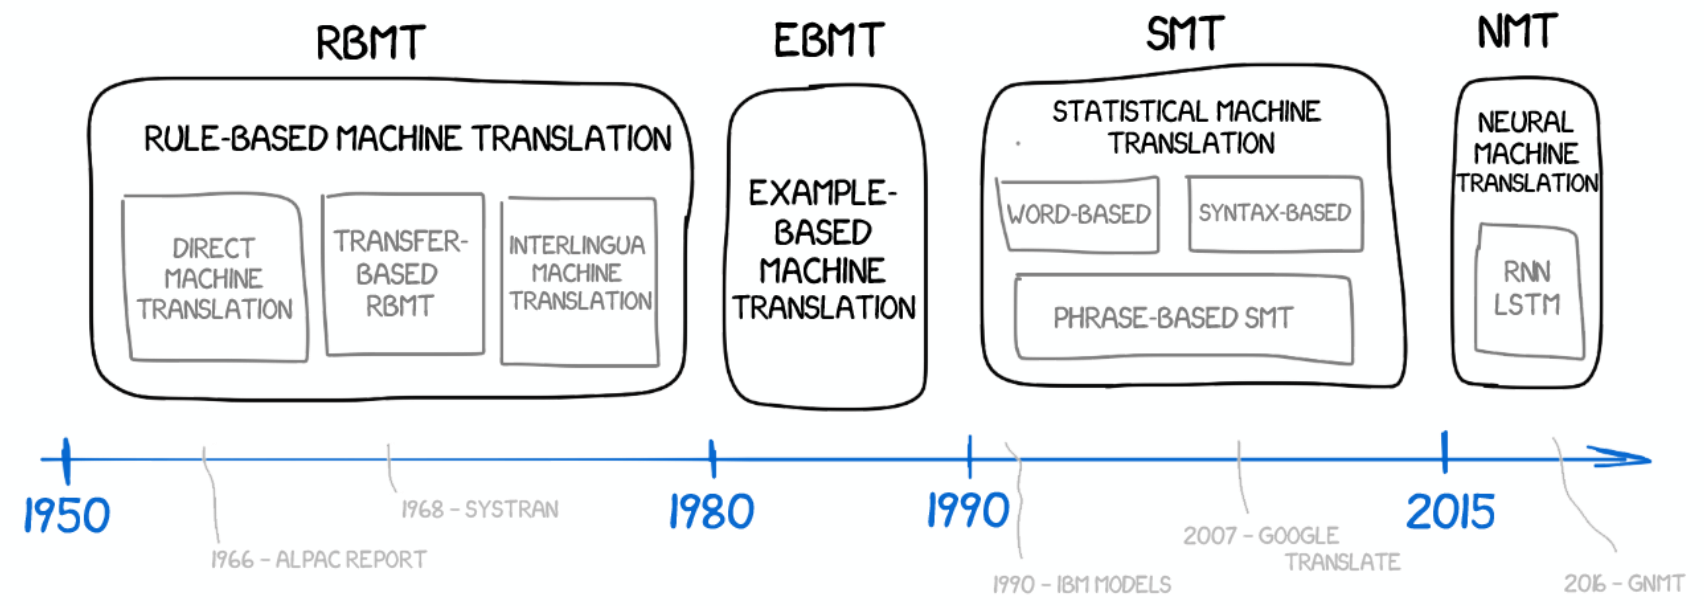 RBMT
RULE-BASED MACHINE TRANSLATION
DIRECT
MACHINE
TRANSLATION
TRANSFER-
BASED
RBMT
INTERLINGUA
MACHINE
TRANSLATION
EBMT
EXAMPLE-
BASED
MACHINE
TRANSLATION
SMT
STATISTICAL MACHINE
TRANSLATION
WORD-BASED
SYNTAX-BASED
PHRASE-BASED SMT
NMT
NEURAL
MACHINE
TRANSLATION
RNN
LSTM
1950
1966 - ALPAC REPORT
1968 - SYSTRAN
1980
1990
1990 - IBM MODELS
2007 - GOOGLE
TRANSLATE
2015
2016 - GNMT